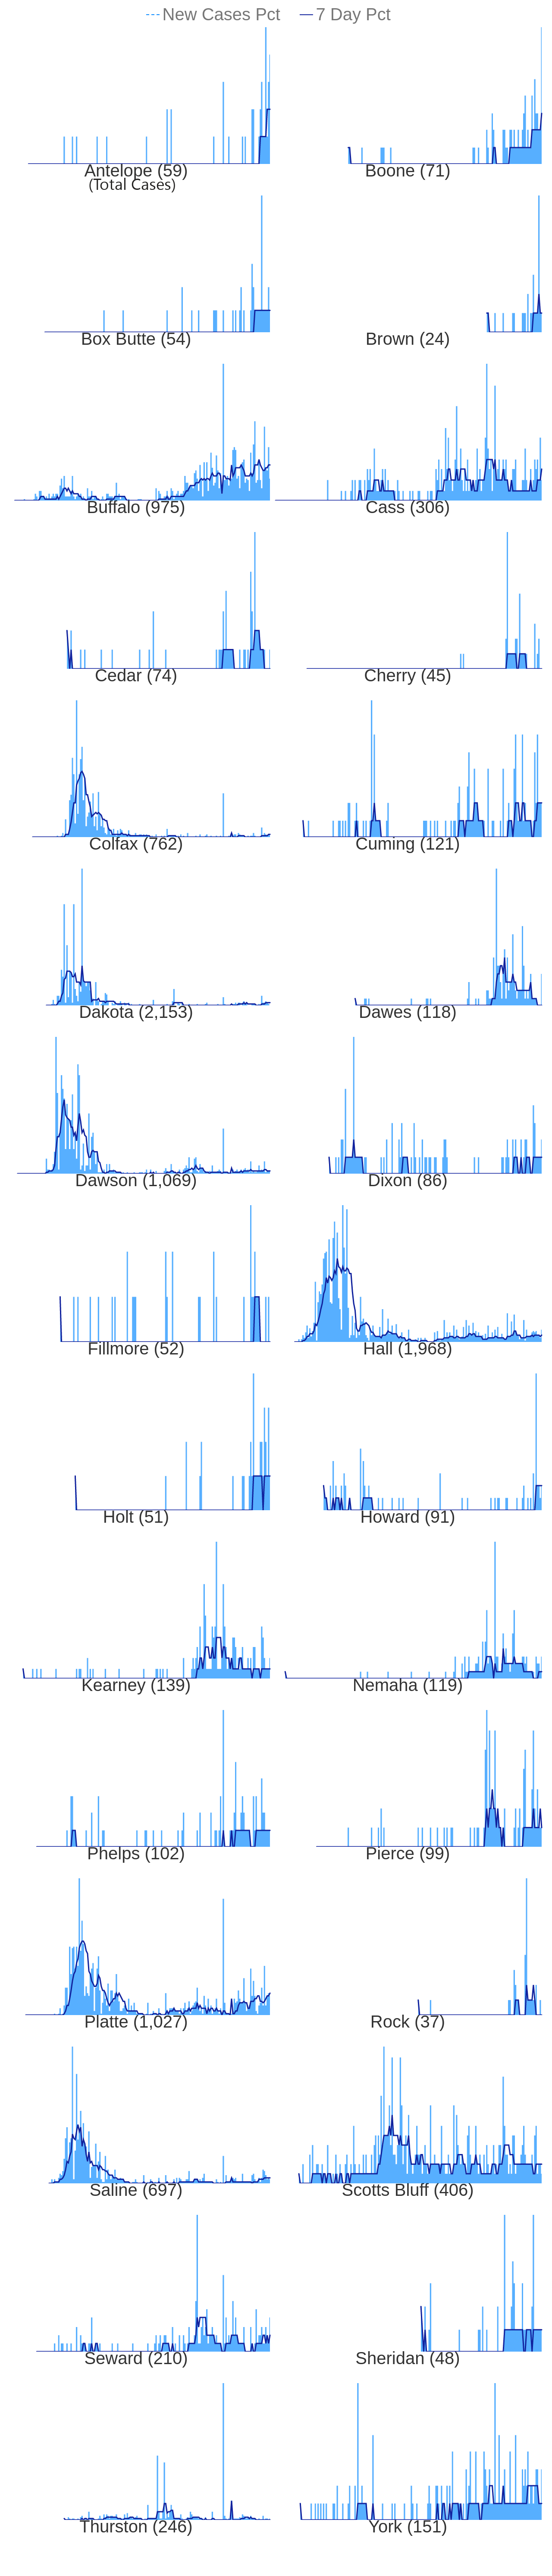 New Cases Pct 7 Day Pct
Antelope (59) Boone (71)
(Total Cases)
Box Butte (54) Brown (24)
Buffalo (975) Cass (306)
Cedar (74) Cherry (45)
Colfax (762) Cuming (121)
Dakota (2,153) Dawes (118)
Dawson (1,069) Dixon (86)
Fillmore (52) Hall (1,968)
Holt (51) Howard (91)
Kearney (139) Nemaha (119)
Phelps (102) Pierce (99)
Platte (1,027) Rock (37)
Saline (697) Scotts Bluff (406)
Seward (210) Sheridan (48)
Thurston (246) York (151)